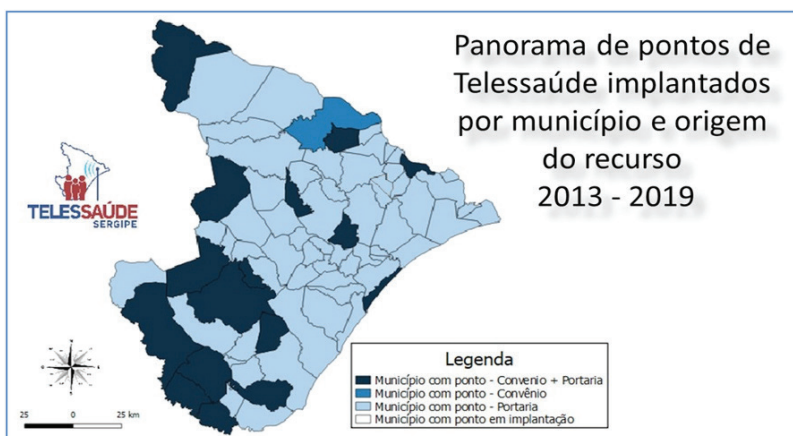 Panorama de pontos de
Telessaúde implantados
por município e origem
do recurso
2013 - 2019
TELESSAÚDE
SERGIPE
Legenda
Município com ponto - Convenio + Portaria
Município com ponto - Convênio
Município com ponto - Portaria
Município com ponto em implantação
25 0 25 km